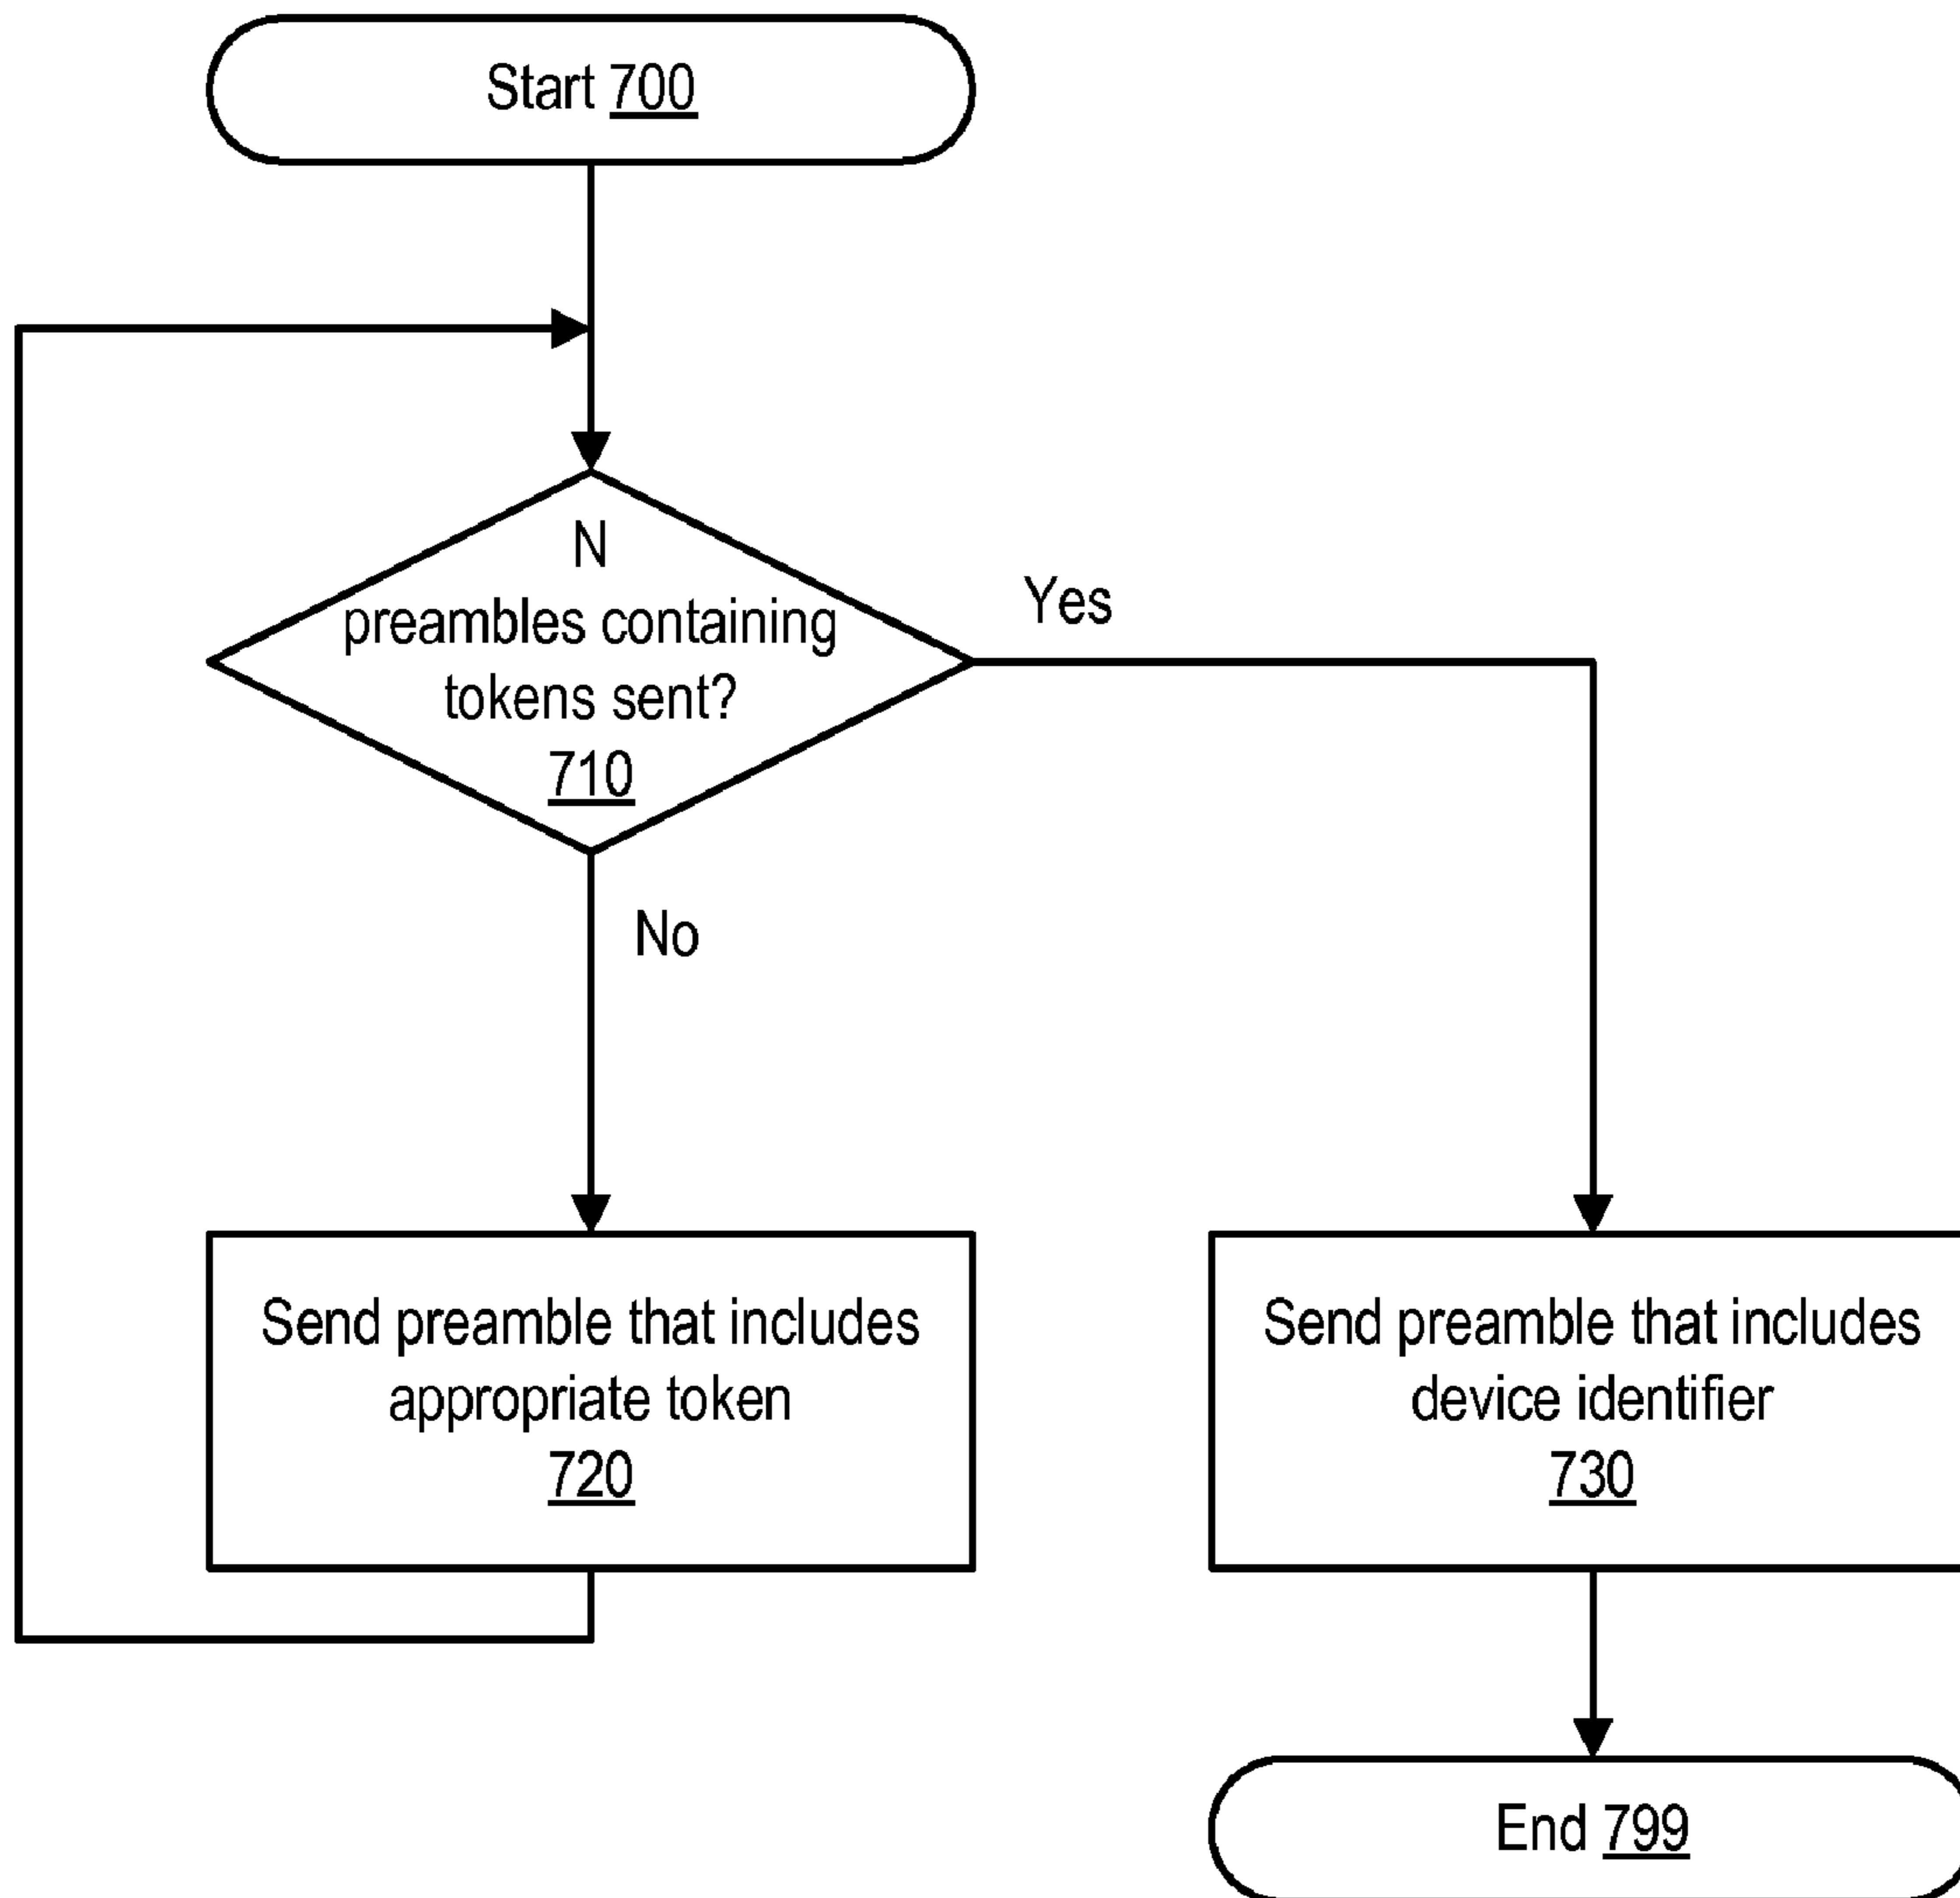 Start 700
N
preambles containing
tokens sent?
710
Yes
No
Send preamble that includes
appropriate token
720
Send preamble that includes
device identifier
730
End 799